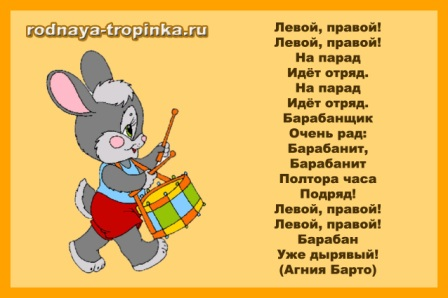 rodnaya-tropinka.ru
Левой, правой!
Левой, правой!
На парад
Идёт отряд.
На парад
Идёт отряд.
Барабанщик
Очень рад:
Барабанит,
Барабанит
Полтора часа
Подряд!
Левой, правой!
Левой, правой!
Барабан
Уже дырявый!
(Агния Барто)